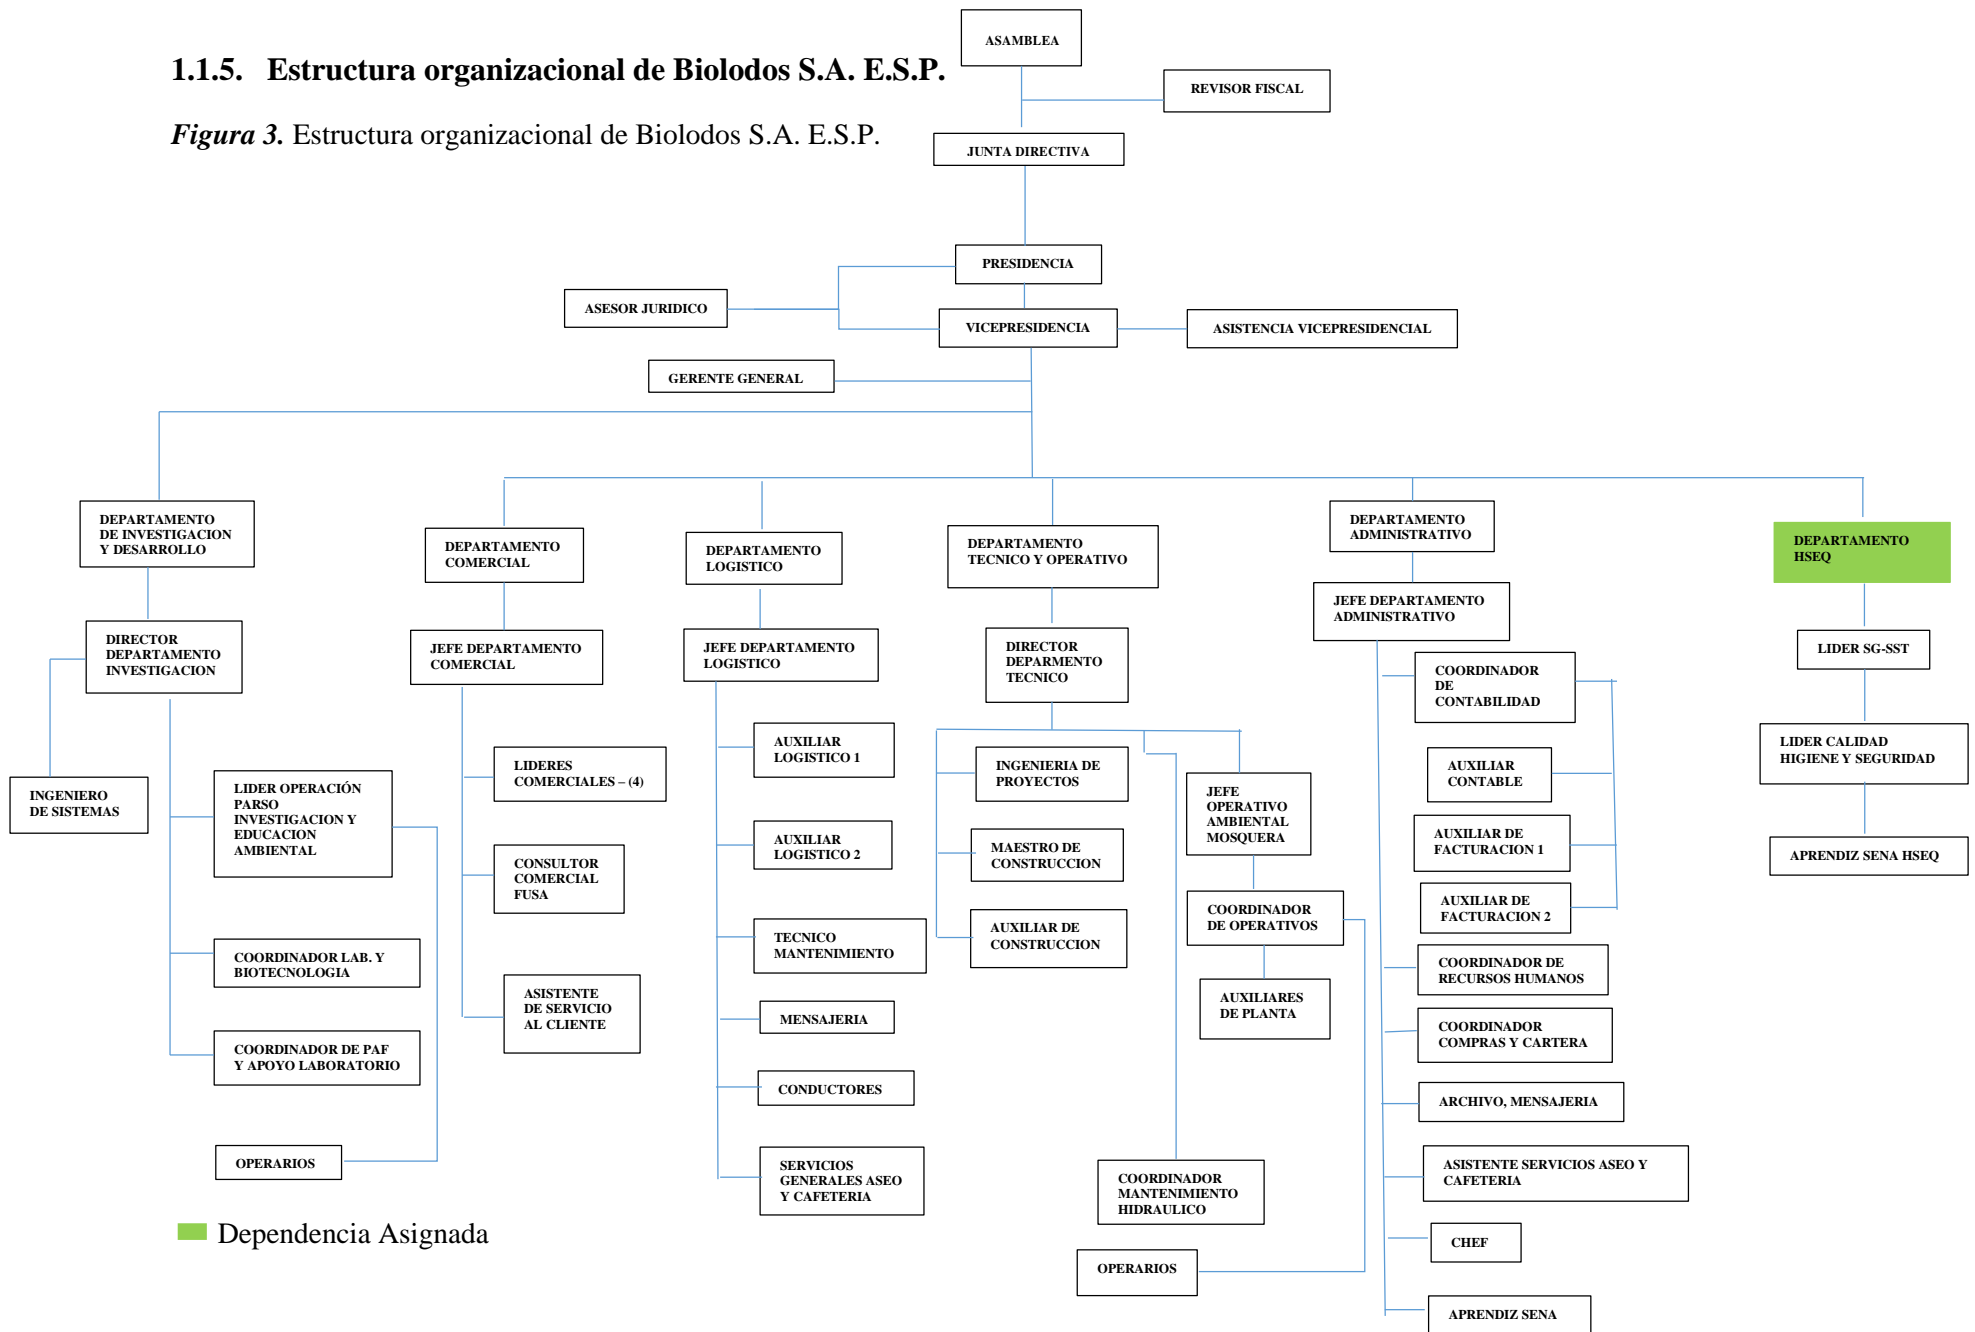 ASAMBLEA
1.1.5. Estructura organizacional de Biolodos S.A. E.S.P.
REVISOR FISCAL
Figura 3. Estructura organizacional de Biolodos S.A. E.S.P.
JUNTA DIRECTIVA
PRESIDENCIA
ASESOR JURIDICO
VICEPRESIDENCIA
ASISTENCIA VICEPRESIDENCIAL
GERENTE GENERAL
DEPARTAMENTO
DE INVESTIGACION
Y DESARROLLO
DIRECTOR
DEPARTAMENTO
INVESTIGACION
INGENIERO
DE SISTEMAS
LIDER OPERACIÓN
PARSO
INVESTIGACION Y
EDUCACION
AMBIENTAL
COORDINADOR LAB. Y
BIOTECNOLOGIA
COORDINADOR DE PAF
Y APOYO LABORATORIO
OPERARIOS
DEPARTAMENTO
COMERCIAL
JEFE DEPARTAMENTO
COMERCIAL
LIDERES
COMERCIALES – (4)
CONSULTOR
COMERCIAL
FUSA
ASISTENTE
DE SERVICIO
AL CLIENTE
DEPARTAMENTO
LOGISTICO
JEFE DEPARTAMENTO
LOGISTICO
AUXILIAR
LOGISTICO 1
AUXILIAR
LOGISTICO 2
TECNICO
MANTENIMIENTO
MENSAJERIA
CONDUCTORES
SERVICIOS
GENERALES ASEO
Y CAFETERIA
DEPARTAMENTO
TECNICO Y OPERATIVO
DIRECTOR
DEPARMENTO
TECNICO
INGENIERIA DE
PROYECTOS
MAESTRO DE
CONSTRUCCION
AUXILIAR DE
CONSTRUCCION
JEFE
OPERATIVO
AMBIENTAL
MOSQUERA
COORDINADOR
DE OPERATIVOS
AUXILIARES
DE PLANTA
COORDINADOR
MANTENIMIENTO
HIDRAULICO
OPERARIOS
DEPARTAMENTO
ADMINISTRATIVO
JEFE DEPARTAMENTO
ADMINISTRATIVO
COORDINADOR
DE
CONTABILIDAD
AUXILIAR
CONTABLE
AUXILIAR DE
FACTURACION 1
AUXILIAR DE
FACTURACION 2
COORDINADOR DE
RECURSOS HUMANOS
COORDINADOR
COMPRAS Y CARTERA
ARCHIVO, MENSAJERIA
ASISTENTE SERVICIOS ASEO Y
CAFETERIA
CHEF
APRENDIZ SENA
DEPARTAMENTO
HSEQ
LIDER SG-SST
LIDER CALIDAD
HIGIENE Y SEGURIDAD
APRENDIZ SENA HSEQ
Dependencia Asignada